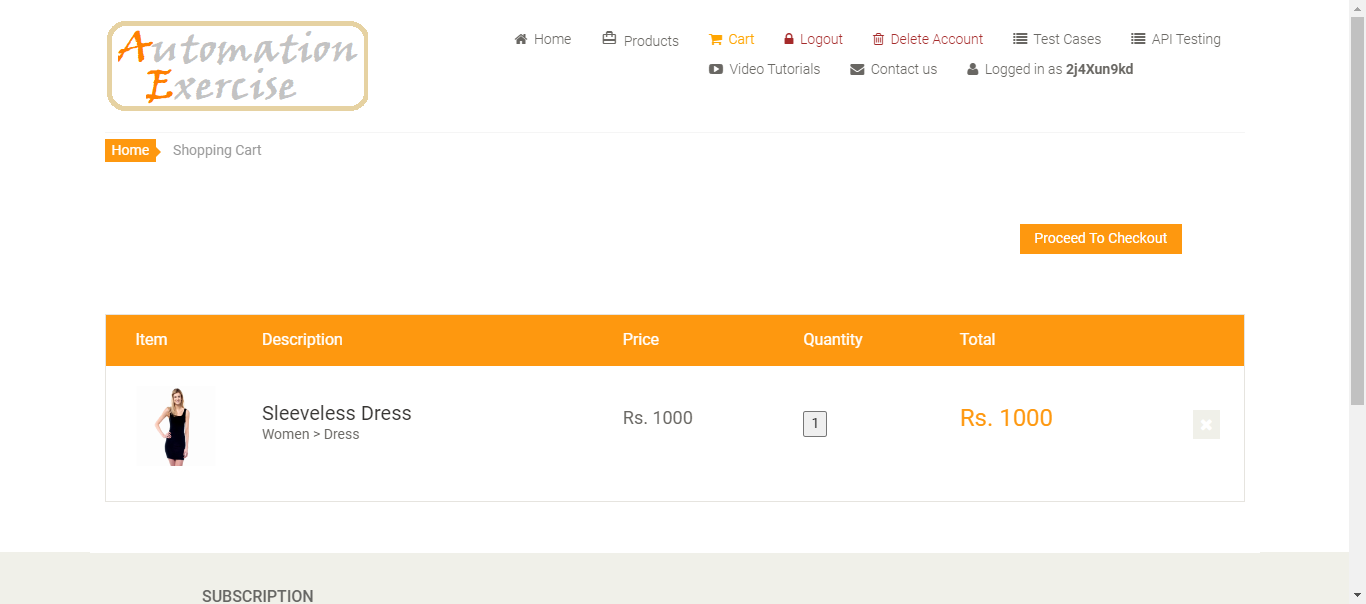 Automation
Exercise
Home Products Cart Logout Delete Account Test Cases API Testing
Video Tutorials Contact us Logged in as 2j4Xun9kd
Home Shopping Cart
Proceed To Checkout
Item Description Price Quantity Total
Sleeveless Dress Rs. 1000 1 Rs. 1000
Women > Dress
SUBSCRIPTION